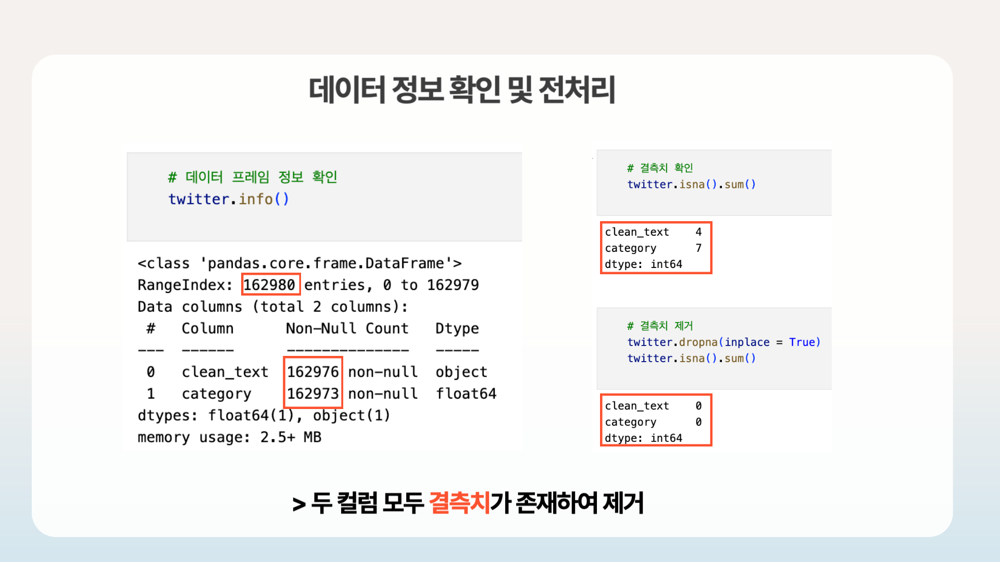 데이터 정보 확인 및 전처리
# 데이터 프레임 정보 확인
twitter.info()
<class 'pandas.core.frame.DataFrame'>
RangeIndex: 162980 entries, 0 to 162979
Data columns (total 2 columns):
#   Column      Non-Null Count   Dtype
---  ------      --------------   -----
0   clean_text  162976 non-null  object
1   category    162973 non-null  float64
dtypes: float64(1), object(1)
memory usage: 2.5+ MB
# 결측치 확인
twitter.isna().sum()
clean_text    4
category      7
dtype: int64
# 결측치 제거
twitter.dropna(inplace = True)
twitter.isna().sum()
clean_text    0
category      0
dtype: int64
> 두 컬럼 모두 결측치가 존재하여 제거